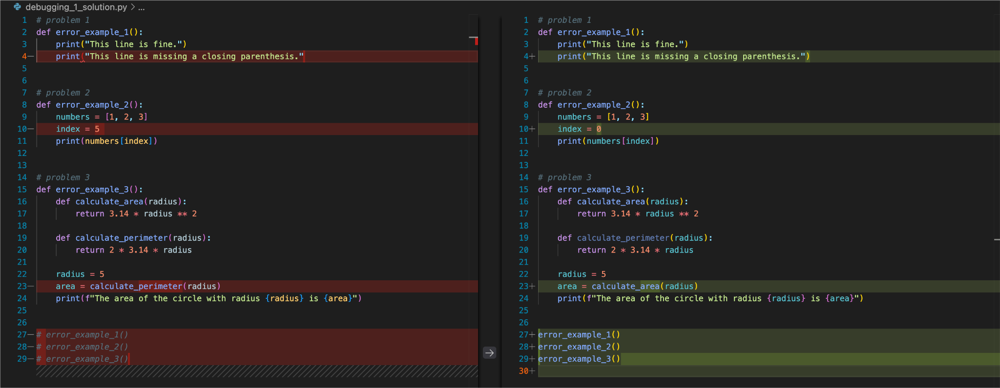 debugging_1_solution.py > ...
1 # problem 1
2 def error_example_1():
3     print("This line is fine.")
4—     print("This line is missing a closing parenthesis."
5
6
7 # problem 2
8 def error_example_2():
9     numbers = [1, 2, 3]
10—     index = 5
11     print(numbers[index])
12
13
14 # problem 3
15 def error_example_3():
16     def calculate_area(radius):
17         return 3.14 * radius ** 2
18
19     def calculate_perimeter(radius):
20         return 2 * 3.14 * radius
21
22     radius = 5
23—     area = calculate_perimeter(radius)
24     print(f"The area of the circle with radius {radius} is {area}")
25
26
27— # error_example_1()
28— # error_example_2()
29— # error_example_3()
1 # problem 1
2 def error_example_1():
3     print("This line is fine.")
4+     print("This line is missing a closing parenthesis.")
5
6
7 # problem 2
8 def error_example_2():
9     numbers = [1, 2, 3]
10+     index = 0
11     print(numbers[index])
12
13
14 # problem 3
15 def error_example_3():
16     def calculate_area(radius):
17         return 3.14 * radius ** 2
18
19     def calculate_perimeter(radius):
20         return 2 * 3.14 * radius
21
22     radius = 5
23+     area = calculate_area(radius)
24     print(f"The area of the circle with radius {radius} is {area}")
25
26
27+ error_example_1()
28+ error_example_2()
29+ error_example_3()
30+